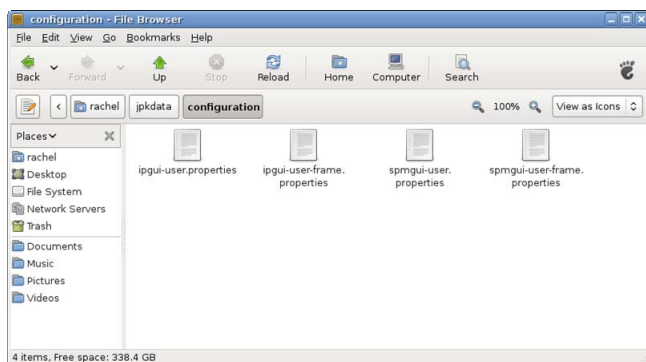 configuration - File Browser
File Edit View Go Bookmarks Help
Back Forward Up Stop Reload Home Computer Search
rachel jpkdata configuration 100% View as Icons
Places
rachel
Desktop
File System
Network Servers
Trash
Documents
Music
Pictures
Videos
ipgui-user.properties
ipgui-user-frame.
properties
spmgui-user.
properties
spmgui-user-frame.
properties
4 items, Free space: 338.4 GB